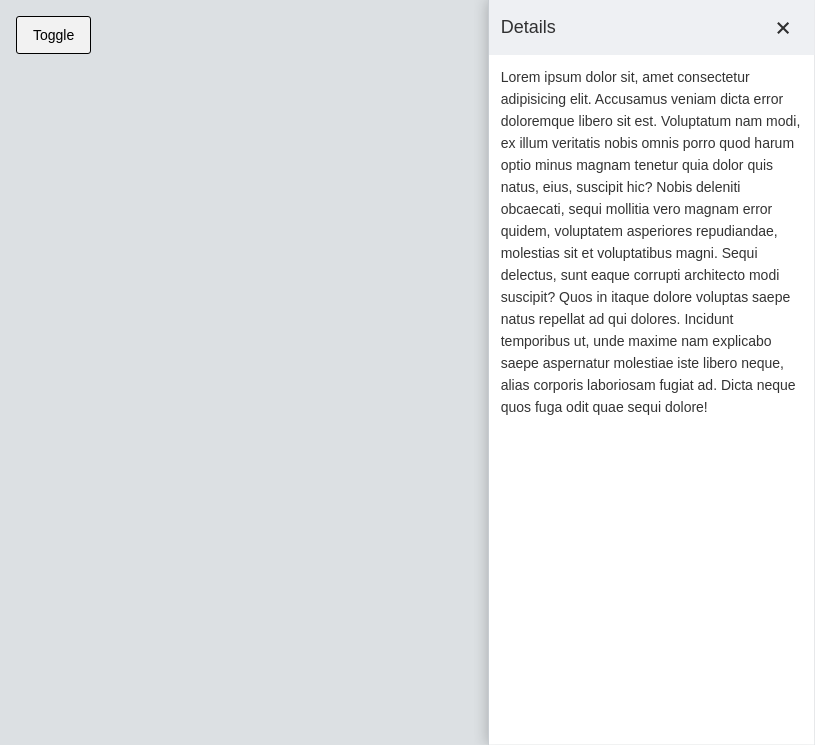 Toggle
Details
Lorem ipsum dolor sit, amet consectetur
adipisicing elit. Accusamus veniam dicta error
doloremque libero sit est. Voluptatum nam modi,
ex illum veritatis nobis omnis porro quod harum
optio minus magnam tenetur quia dolor quis
natus, eius, suscipit hic? Nobis deleniti
obcaecati, sequi mollitia vero magnam error
quidem, voluptatem asperiores repudiandae,
molestias sit et voluptatibus magni. Sequi
delectus, sunt eaque corrupti architecto modi
suscipit? Quos in itaque dolore voluptas saepe
natus repellat ad qui dolores. Incidunt
temporibus ut, unde maxime nam explicabo
saepe aspernatur molestiae iste libero neque,
alias corporis laboriosam fugiat ad. Dicta neque
quos fuga odit quae sequi dolore!